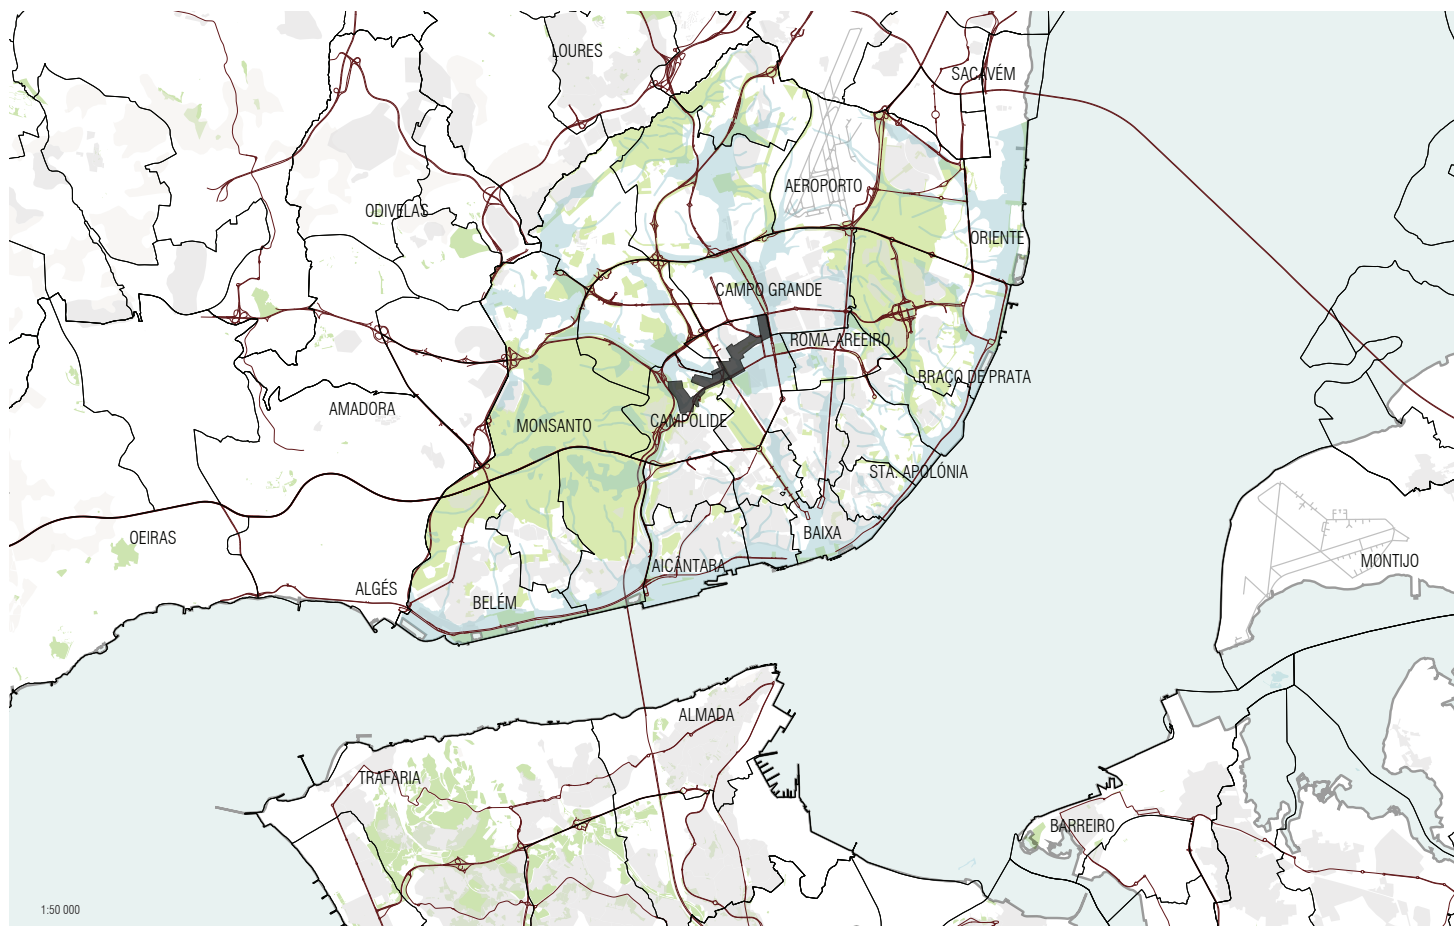 LOURES
SACAVÉM
AEROPORTO
ODIVELAS
ORIENTE
CAMPO GRANDE
ROMA-AREEIRO
BRAÇO DE PRATA
AMADORA
CAMPOLIDE
MONSANTO
STA. APOLÓNIA
BAIXA
OEIRAS
MONTIJO
AlCÂNTARA
ALGÉS
BELÉM
ALMADA
TRAFARIA
BARREIRO
1:50 000